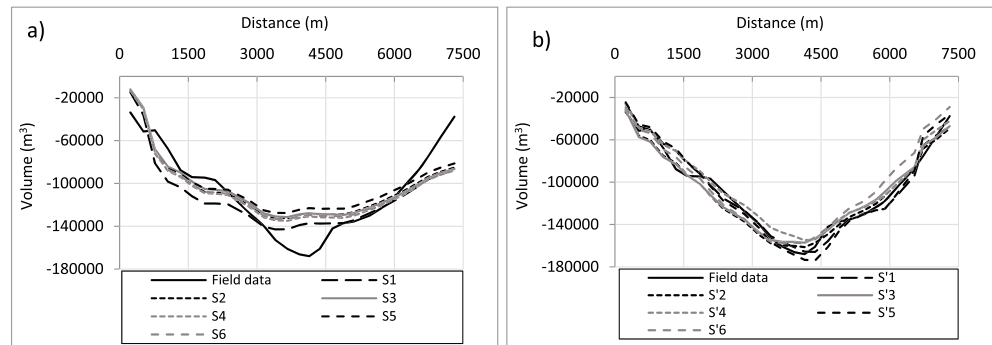 a)
Distance (m)
0 1500 3000 4500 6000 7500
-20000
-60000
-100000
-140000
-180000
Volume (m³)
Field data S1
S2 S3
S4 S5
S6
b)
Distance (m)
0 1500 3000 4500 6000 7500
-20000
-60000
-100000
-140000
-180000
Volume (m³)
Field data S'1
S'2 S'3
S'4 S'5
S'6